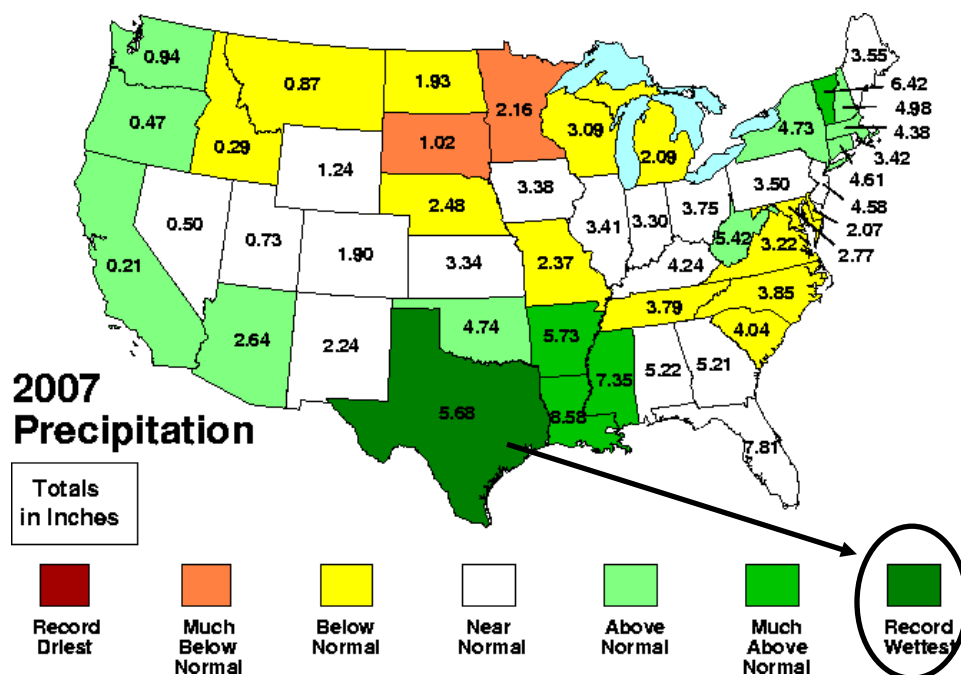 0.94
0.87
1.93
2.16
3.55
6.42
4.98
4.38
3.42
4.61
4.58
2.07
2.77
0.47
0.29
1.24
1.02
3.09
2.09
4.73
3.50
0.50
0.73
1.90
2.48
3.38
3.41
3.30
3.75
5.42
3.22
0.21
3.34
2.37
4.24
3.79
3.85
4.04
2.64
2.24
4.74
5.73
7.35
5.22
5.21
5.68
8.58
7.81
2007
Precipitation
Totals
in Inches
Record
Driest
Much
Below
Normal
Below
Normal
Near
Normal
Above
Normal
Much
Above
Normal
Record
Wettest